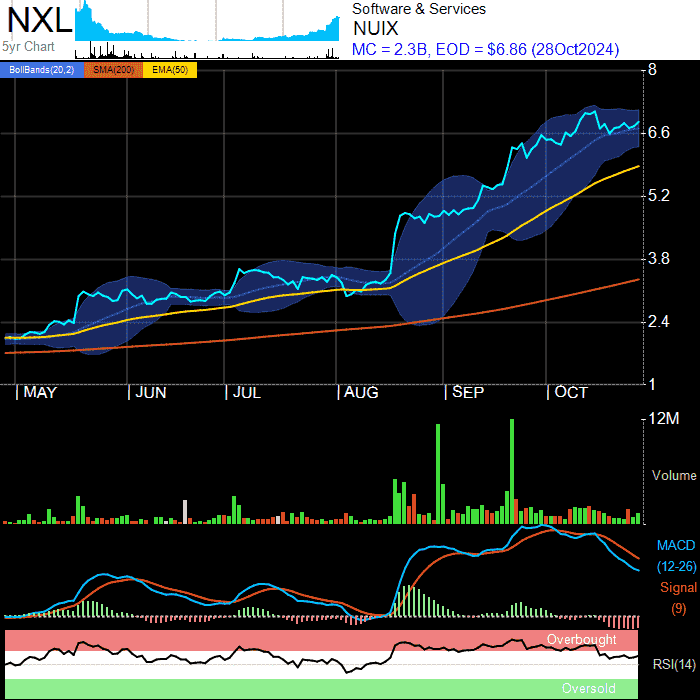 NXL
5yr Chart
Software & Services
NUIX
MC = 2.3B, EOD = $6.86 (28Oct2024)
BollBands(20,2) SMA(200) EMA(50)
8
6.6
5.2
3.8
2.4
1
| MAY | JUN | JUL | AUG | SEP | OCT
12M
Volume
MACD
(12-26)
Signal
(9)
Overbought
RSI(14)
Oversold